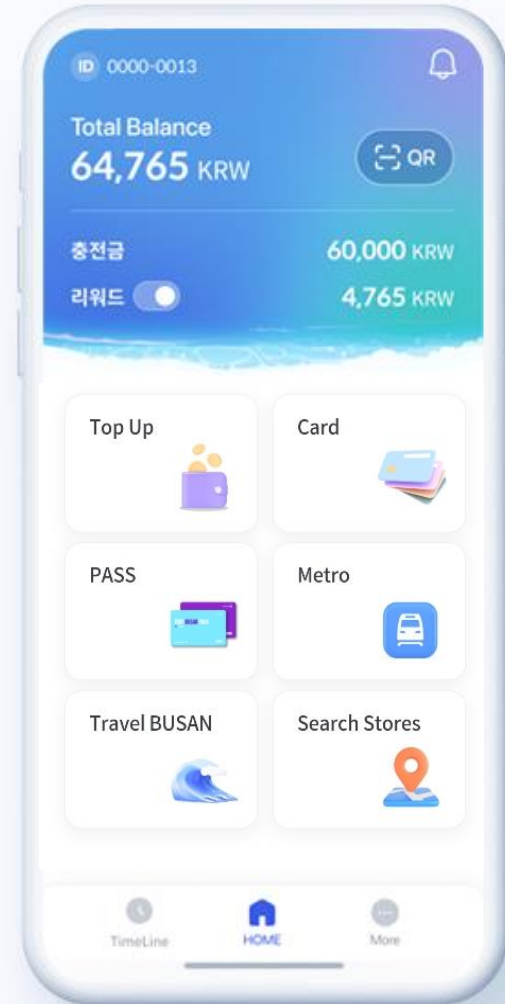 ID 0000-0013
Total Balance
64,765 KRW
QR
충전금 60,000 KRW
리워드 4,765 KRW
Top Up
Card
PASS
Metro
Travel BUSAN
Search Stores
TimeLine
HOME
More